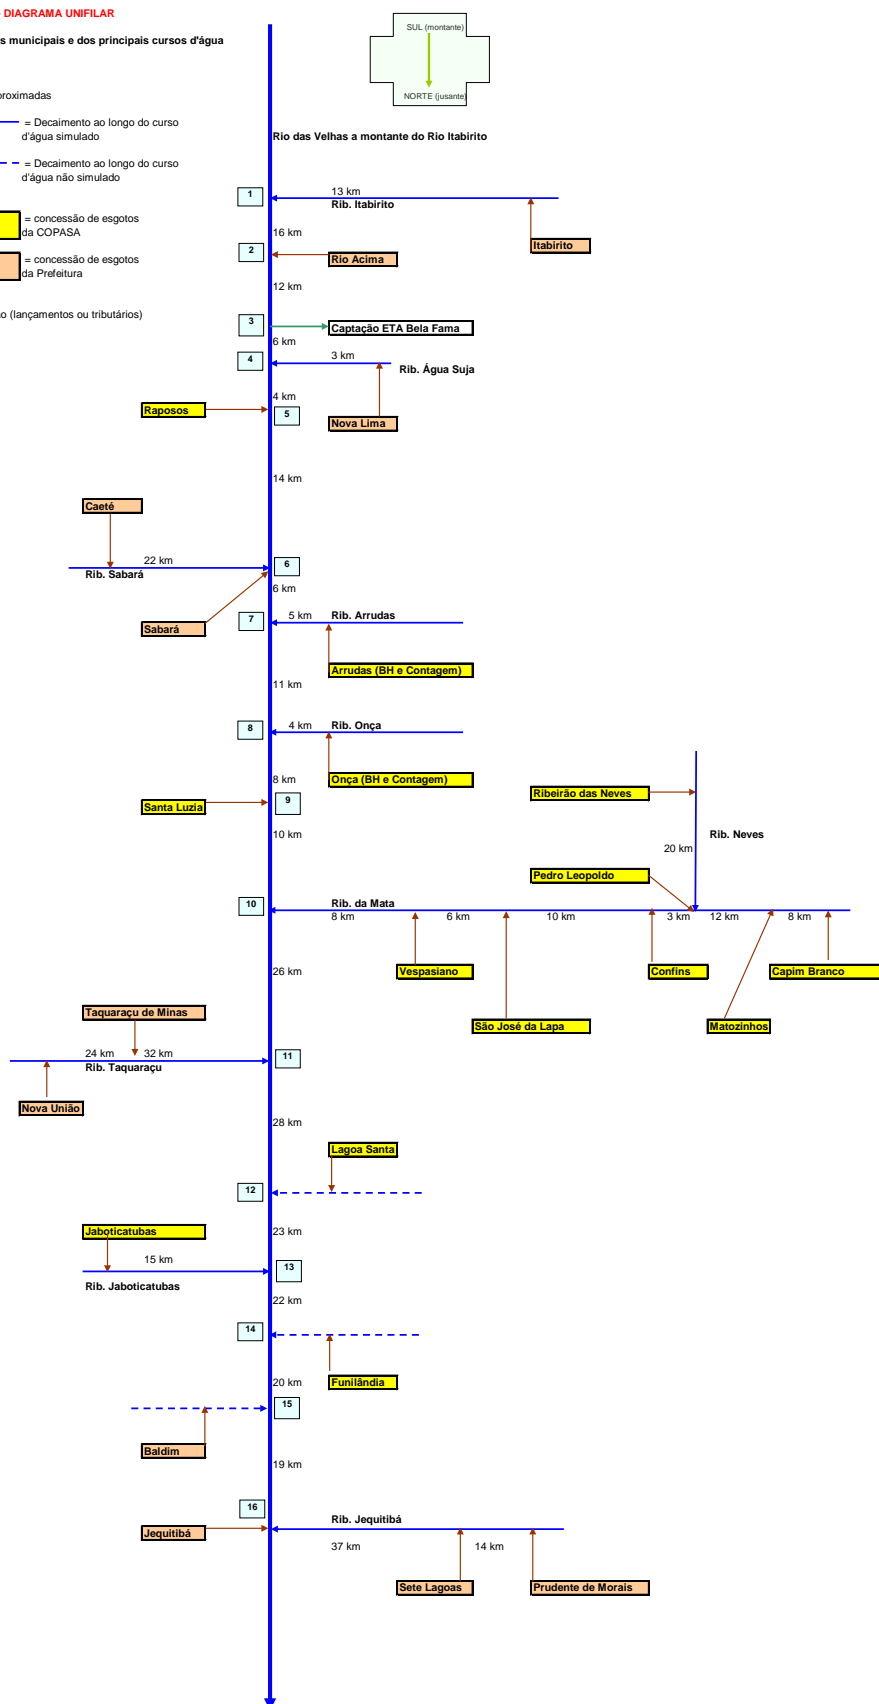 DIAGRAMA UNIFILAR
SUL (montante)
s municipais e dos principais cursos d'água
NORTE (jusante)
roximadas
= Decaimento ao longo do curso
d'água simulado
Rio das Velhas a montante do Rio Itabirito
= Decaimento ao longo do curso
d'água não simulado
1
13 km
Rib. Itabirito
= concessão de esgotos
da COPASA
16 km
Itabirito
2
Rio Acima
= concessão de esgotos
da Prefeitura
12 km
o (lançamentos ou tributários)
3
Captação ETA Bela Fama
6 km
4
3 km
Rib. Água Suja
4 km
Raposos
5
Nova Lima
14 km
Caeté
22 km
6
Rib. Sabará
6 km
Sabará
7
5 km
Rib. Arrudas
Arrudas (BH e Contagem)
11 km
8
4 km
Rib. Onça
8 km
Onça (BH e Contagem)
Santa Luzia
9
Ribeirão das Neves
10 km
Rib. Neves
20 km
Pedro Leopoldo
10
Rib. da Mata
8 km
6 km
10 km
3 km
12 km
8 km
26 km
Vespasiano
Confins
Capim Branco
Taquaraçu de Minas
São José da Lapa
Matozinhos
24 km
32 km
11
Rib. Taquaraçu
Nova União
28 km
Lagoa Santa
12
Jaboticatubas
23 km
15 km
13
Rib. Jaboticatubas
22 km
14
20 km
Funilândia
15
Baldim
19 km
16
Rib. Jequitibá
Jequitibá
37 km
14 km
Sete Lagoas
Prudente de Morais